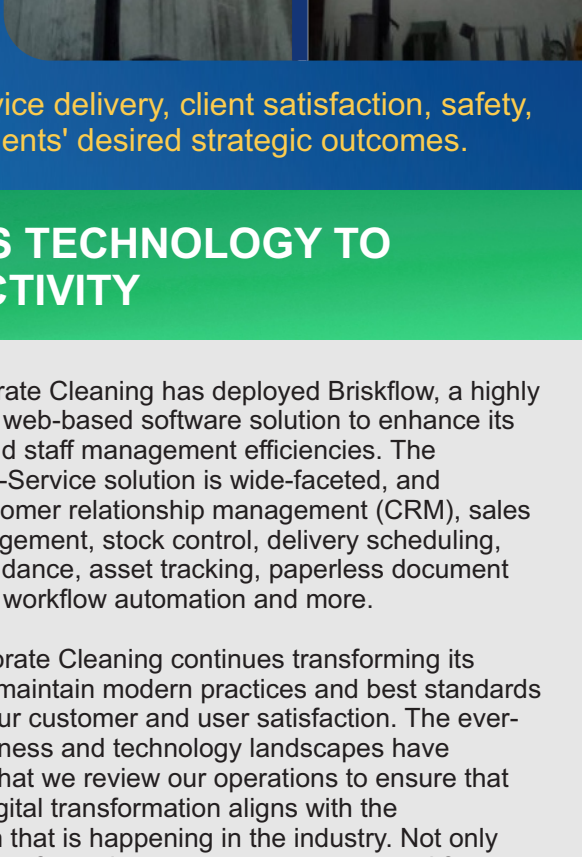 vice delivery, client satisfaction, safety,
ents' desired strategic outcomes.
S TECHNOLOGY TO
CTIVITY
rate Cleaning has deployed Briskflow, a highly
web-based software solution to enhance its
d staff management efficiencies. The
-Service solution is wide-faceted, and
omer relationship management (CRM), sales
gement, stock control, delivery scheduling,
dance, asset tracking, paperless document
workflow automation and more.
orate Cleaning continues transforming its
maintain modern practices and best standards
ur customer and user satisfaction. The ever-
ness and technology landscapes have
hat we review our operations to ensure that
gital transformation aligns with the
that is happening in the industry. Not only